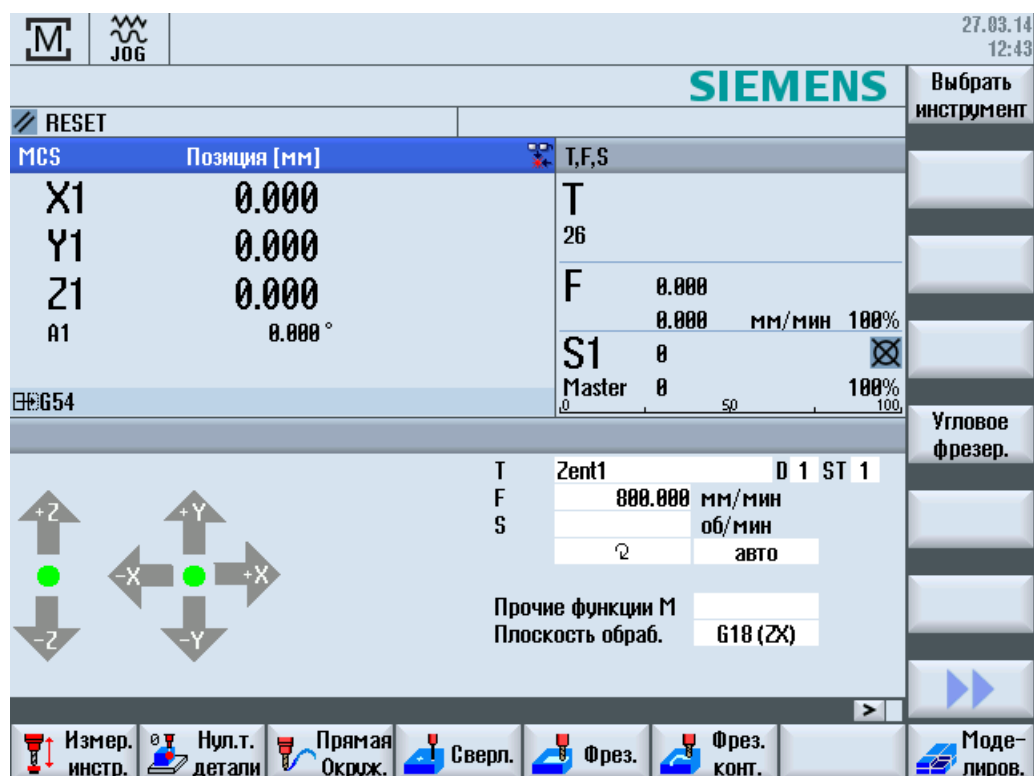 M
JOG
27.03.14
12:43
SIEMENS
Выбрать
инструмент
RESET
MCS Позиция [мм]
T,F,S
X1 0.000
Y1 0.000
Z1 0.000
A1 0.000 °
G54
T
26
F 0.000
0.000 мм/мин 100%
S1 0
Master 0 100%
0 50 100
Угловое
фрезер.
T Zent1 D 1 ST 1
F 800.000 мм/мин
S об/мин
авто
Прочие функции M
Плоскость обраб. G18 (ZX)
+Z
-Z
+Y
-X
+X
-Y
>
Измер.
инстр.
0
Нул.т.
детали
Прямая
Окруж.
Сверл.
Фрез.
Фрез.
конт.
Моде-
лиров.